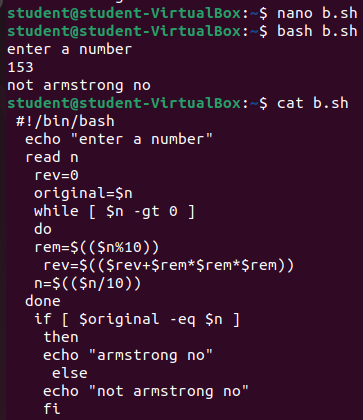 student@student-VirtualBox:~$ nano b.sh
student@student-VirtualBox:~$ bash b.sh
enter a number
153
not armstrong no
student@student-VirtualBox:~$ cat b.sh
#!/bin/bash
echo "enter a number"
read n
rev=0
original=$n
while [ $n -gt 0 ]
do
rem=$(($n%10))
rev=$(($rev+$rem*$rem*$rem))
n=$(($n/10))
done
if [ $original -eq $n ]
then
echo "armstrong no"
else
echo "not armstrong no"
fi